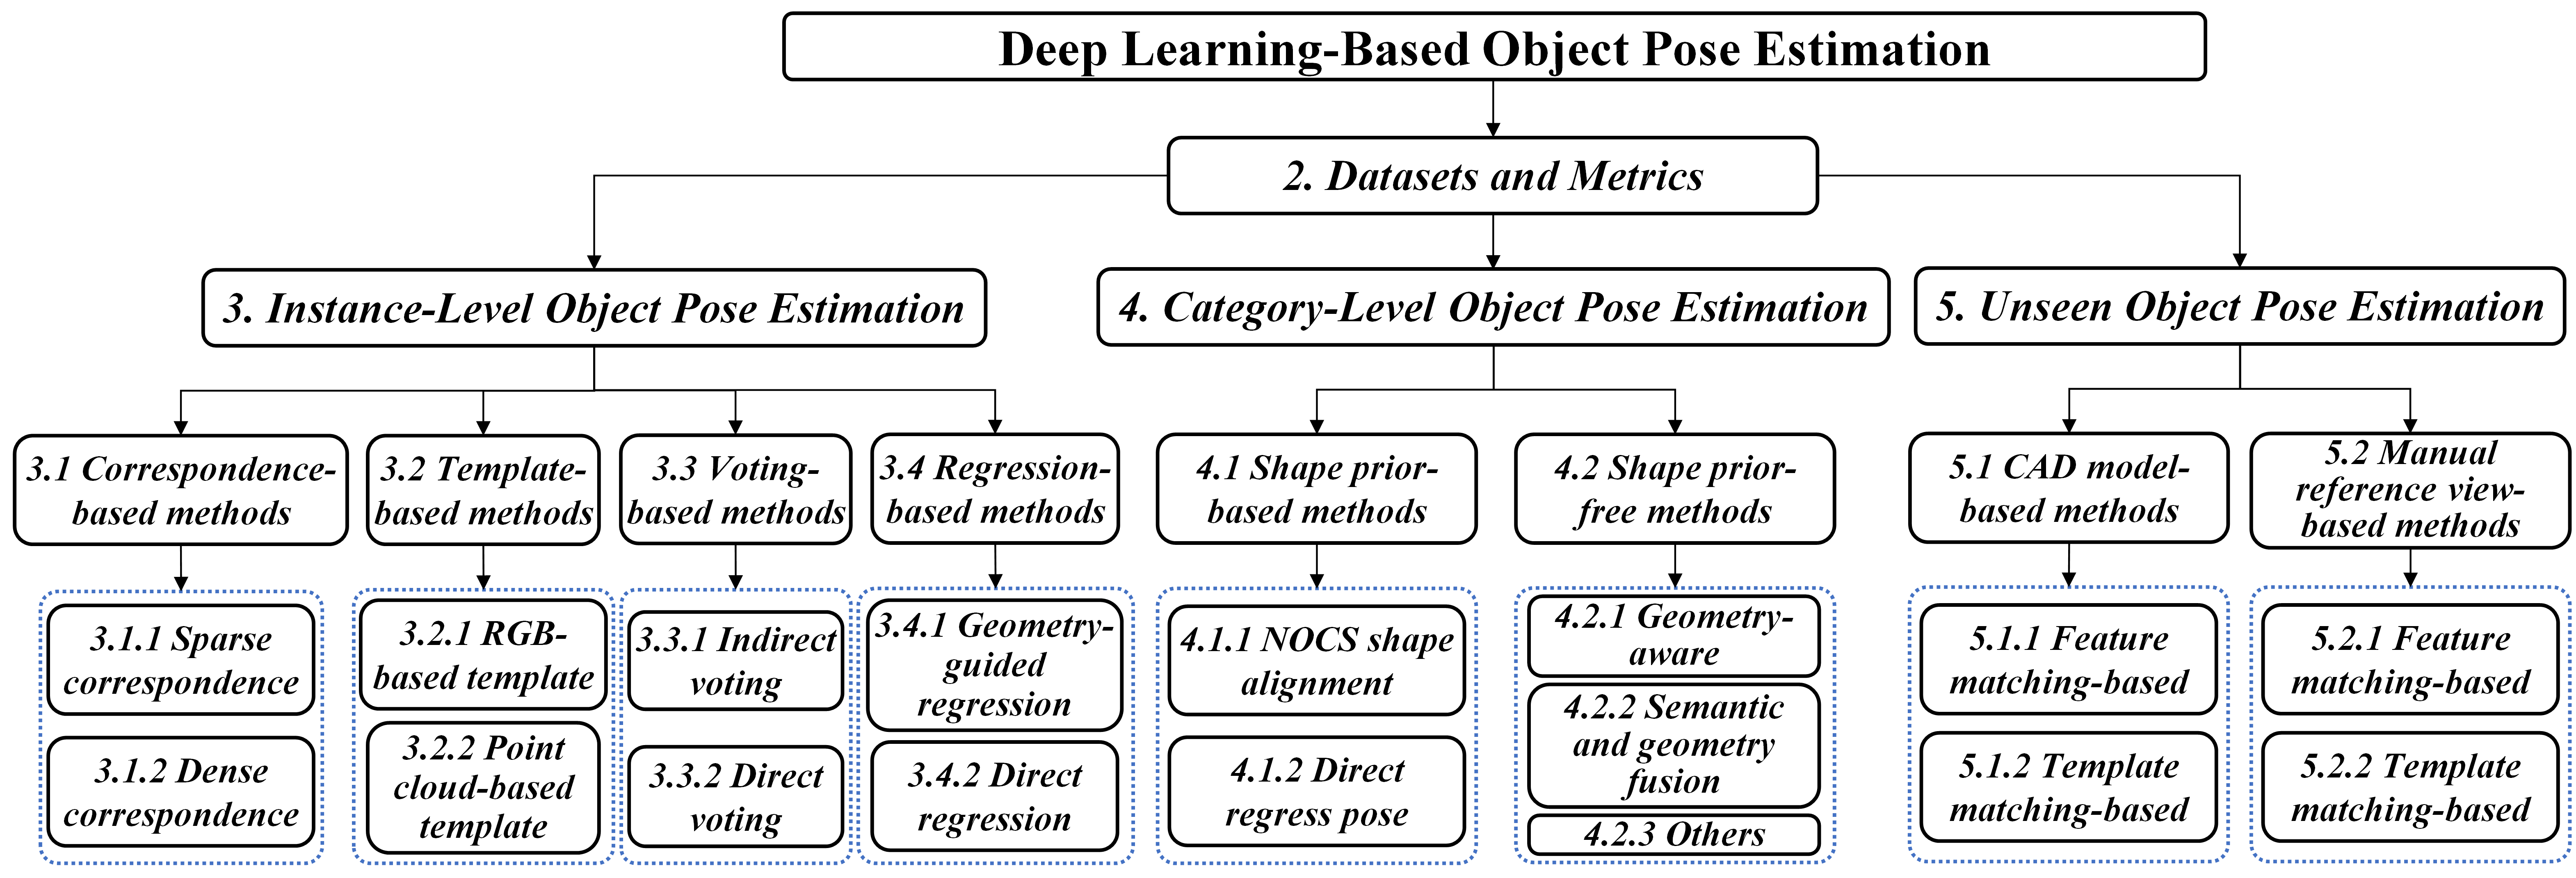 Deep Learning-Based Object Pose Estimation
2. Datasets and Metrics
3. Instance-Level Object Pose Estimation
4. Category-Level Object Pose Estimation
5. Unseen Object Pose Estimation
3.1 Correspondence-
based methods
3.2 Template-
based methods
3.3 Voting-
based methods
3.4 Regression-
based methods
4.1 Shape prior-
based methods
4.2 Shape prior-
free methods
5.1 CAD model-
based methods
5.2 Manual
reference view-
based methods
3.1.1 Sparse
correspondence
3.1.2 Dense
correspondence
3.2.1 RGB-
based template
3.2.2 Point
cloud-based
template
3.3.1 Indirect
voting
3.3.2 Direct
voting
3.4.1 Geometry-
guided
regression
3.4.2 Direct
regression
4.1.1 NOCS shape
alignment
4.1.2 Direct
regress pose
4.2.1 Geometry-
aware
4.2.2 Semantic
and geometry
fusion
4.2.3 Others
5.1.1 Feature
matching-based
5.1.2 Template
matching-based
5.2.1 Feature
matching-based
5.2.2 Template
matching-based